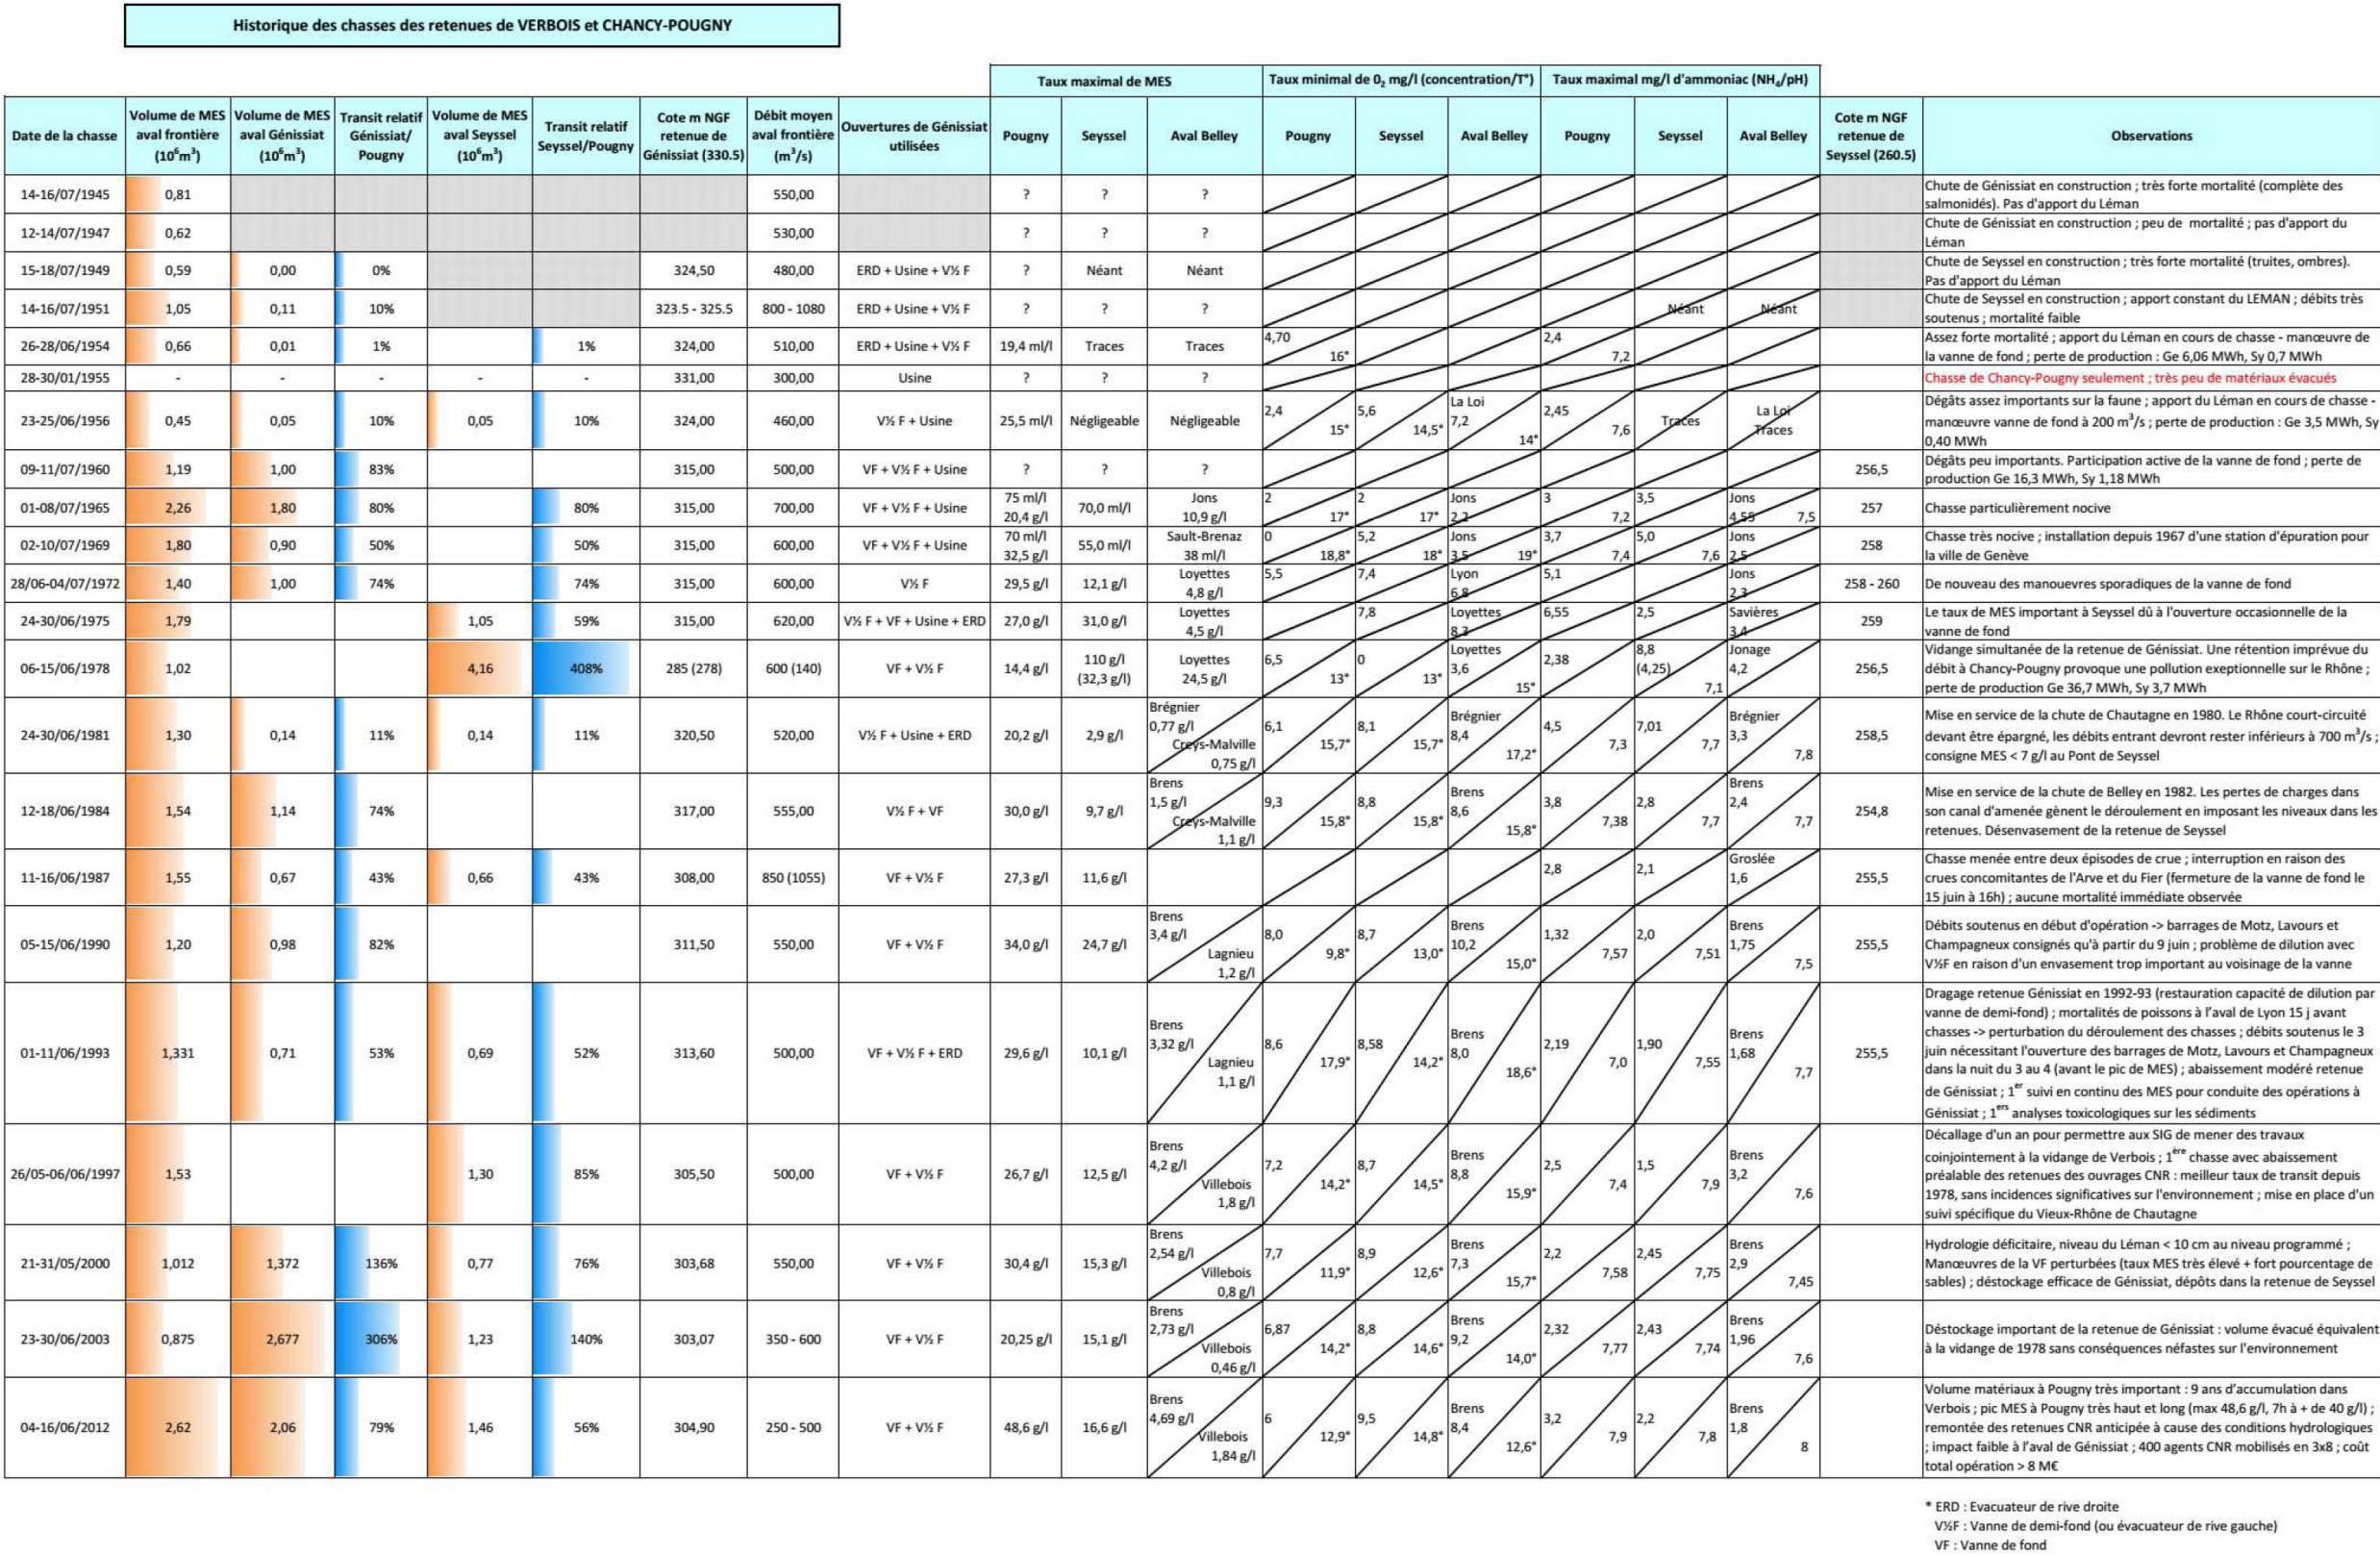 Historique des chasses des retenues de VERBOIS et CHANCY-POUGNY
Taux maximal de MES | Taux minimal de 0₂ mg/l (concentration/T°) | Taux maximal mg/l d'ammoniac (NH₄/pH)
Date de la chasse | Volume de MES aval frontière (10⁶m³) | Volume de MES aval Génissiat (10⁶m³) | Transit relatif Génissiat/ Pougny | Volume de MES aval Seyssel (10⁶m³) | Transit relatif Seyssel/Pougny | Cote m NGF retenue de Génissiat (330.5) | Débit moyen aval frontière (m³/s) | Ouvertures de Génissiat utilisées | Pougny | Seyssel | Aval Belley | Pougny | Seyssel | Aval Belley | Pougny | Seyssel | Aval Belley | Cote m NGF retenue de Seyssel (260.5) | Observations
14-16/07/1945 | 0,81 | 550,00 | ? | ? | ? | Chute de Génissiat en construction ; très forte mortalité (complète des salmonidés). Pas d'apport du Léman
12-14/07/1947 | 0,62 | 530,00 | ? | ? | ? | Chute de Génissiat en construction ; peu de mortalité ; pas d'apport du Léman
15-18/07/1949 | 0,59 | 0,00 | 0% | 324,50 | 480,00 | ERD + Usine + V½ F | ? | Néant | Néant | Chute de Seyssel en construction ; très forte mortalité (truites, ombres). Pas d'apport du Léman
14-16/07/1951 | 1,05 | 0,11 | 10% | 323.5 - 325.5 | 800 - 1080 | ERD + Usine + V½ F | ? | ? | ? | Néant | Néant | Chute de Seyssel en construction ; apport constant du LEMAN ; débits très soutenus ; mortalité faible
26-28/06/1954 | 0,66 | 0,01 | 1% | 1% | 324,00 | 510,00 | ERD + Usine + V½ F | 19,4 ml/l | Traces | Traces | 4,70 16° | 2,4 7,2 | Assez forte mortalité ; apport du Léman en cours de chasse - manœuvre de la vanne de fond ; perte de production : Ge 6,06 MWh, Sy 0,7 MWh
28-30/01/1955 | - | - | - | - | - | 331,00 | 300,00 | Usine | ? | ? | ? | Chasse de Chancy-Pougny seulement ; très peu de matériaux évacués
23-25/06/1956 | 0,45 | 0,05 | 10% | 0,05 | 10% | 324,00 | 460,00 | V½ F + Usine | 25,5 ml/l | Négligeable | Négligeable | 2,4 15° | 5,6 14,5° | La Loi 7,2 14° | 2,45 7,6 | Traces | La Loi Traces | Dégâts assez importants sur la faune ; apport du Léman en cours de chasse - manœuvre vanne de fond à 200 m³/s ; perte de production : Ge 3,5 MWh, Sy 0,40 MWh
09-11/07/1960 | 1,19 | 1,00 | 83% | 315,00 | 500,00 | VF + V½ F + Usine | ? | ? | ? | 256,5 | Dégâts peu importants. Participation active de la vanne de fond ; perte de production Ge 16,3 MWh, Sy 1,18 MWh
01-08/07/1965 | 2,26 | 1,80 | 80% | 80% | 315,00 | 700,00 | VF + V½ F + Usine | 75 ml/l 20,4 g/l | 70,0 ml/l | Jons 10,9 g/l | 2 17° | 2 17° | Jons 2,2 | 3 7,2 | 3,5 | Jons 4,55 7,5 | 257 | Chasse particulièrement nocive
02-10/07/1969 | 1,80 | 0,90 | 50% | 50% | 315,00 | 600,00 | VF + V½ F + Usine | 70 ml/l 32,5 g/l | 55,0 ml/l | Sault-Brenaz 38 ml/l | 0 18,8° | 5,2 18° | Jons 3,5 19° | 3,7 7,4 | 5,0 7,6 | Jons 2,5 | 258 | Chasse très nocive ; installation depuis 1967 d'une station d'épuration pour la ville de Genève
28/06-04/07/1972 | 1,40 | 1,00 | 74% | 74% | 315,00 | 600,00 | V½ F | 29,5 g/l | 12,1 g/l | Loyettes 4,8 g/l | 5,5 | 7,4 | Lyon 6,8 | 5,1 | Jons 2,3 | 258 - 260 | De nouveau des manouevres sporadiques de la vanne de fond
24-30/06/1975 | 1,79 | 1,05 | 59% | 315,00 | 620,00 | V½ F + VF + Usine + ERD | 27,0 g/l | 31,0 g/l | Loyettes 4,5 g/l | 7,8 | Loyettes 8,3 | 6,55 | 2,5 | Savières 3,4 | 259 | Le taux de MES important à Seyssel dû à l'ouverture occasionnelle de la vanne de fond
06-15/06/1978 | 1,02 | 4,16 | 408% | 285 (278) | 600 (140) | VF + V½ F | 14,4 g/l | 110 g/l (32,3 g/l) | Loyettes 24,5 g/l | 6,5 13° | 0 13° | Loyettes 3,6 15° | 2,38 | 8,8 (4,25) 7,1 | Jonage 4,2 | 256,5 | Vidange simultanée de la retenue de Génissiat. Une rétention imprévue du débit à Chancy-Pougny provoque une pollution exeptionnelle sur le Rhône ; perte de production Ge 36,7 MWh, Sy 3,7 MWh
24-30/06/1981 | 1,30 | 0,14 | 11% | 0,14 | 11% | 320,50 | 520,00 | V½ F + Usine + ERD | 20,2 g/l | 2,9 g/l | Brégnier 0,77 g/l Creys-Malville 0,75 g/l | 6,1 15,7° | 8,1 15,7° | Brégnier 8,4 17,2° | 4,5 7,3 | 7,01 7,7 | Brégnier 3,3 7,8 | 258,5 | Mise en service de la chute de Chautagne en 1980. Le Rhône court-circuité devant être épargné, les débits entrant devront rester inférieurs à 700 m³/s ; consigne MES < 7 g/l au Pont de Seyssel
12-18/06/1984 | 1,54 | 1,14 | 74% | 317,00 | 555,00 | V½ F + VF | 30,0 g/l | 9,7 g/l | Brens 1,5 g/l Creys-Malville 1,1 g/l | 9,3 15,8° | 8,8 15,8° | Brens 8,6 15,8° | 3,8 7,38 | 2,8 7,7 | Brens 2,4 7,7 | 254,8 | Mise en service de la chute de Belley en 1982. Les pertes de charges dans son canal d'amenée gènent le déroulement en imposant les niveaux dans les retenues. Désenvasement de la retenue de Seyssel
11-16/06/1987 | 1,55 | 0,67 | 43% | 0,66 | 43% | 308,00 | 850 (1055) | VF + V½ F | 27,3 g/l | 11,6 g/l | 2,8 | 2,1 | Groslée 1,6 | 255,5 | Chasse menée entre deux épisodes de crue ; interruption en raison des crues concomitantes de l'Arve et du Fier (fermeture de la vanne de fond le 15 juin à 16h) ; aucune mortalité immédiate observée
05-15/06/1990 | 1,20 | 0,98 | 82% | 311,50 | 550,00 | VF + V½ F | 34,0 g/l | 24,7 g/l | Brens 3,4 g/l Lagnieu 1,2 g/l | 8,0 9,8° | 8,7 13,0° | Brens 10,2 15,0° | 1,32 7,57 | 2,0 7,51 | Brens 1,75 7,5 | 255,5 | Débits soutenus en début d'opération -> barrages de Motz, Lavours et Champagneux consignés qu'à partir du 9 juin ; problème de dilution avec V½F en raison d'un envasement trop important au voisinage de la vanne
01-11/06/1993 | 1,331 | 0,71 | 53% | 0,69 | 52% | 313,60 | 500,00 | VF + V½ F + ERD | 29,6 g/l | 10,1 g/l | Brens 3,32 g/l Lagnieu 1,1 g/l | 8,6 17,9° | 8,58 14,2° | Brens 8,0 18,6° | 2,19 7,0 | 1,90 7,55 | Brens 1,68 7,7 | 255,5 | Dragage retenue Génissiat en 1992-93 (restauration capacité de dilution par vanne de demi-fond) ; mortalités de poissons à l'aval de Lyon 15 j avant chasses -> perturbation du déroulement des chasses ; débits soutenus le 3 juin nécessitant l'ouverture des barrages de Motz, Lavours et Champagneux dans la nuit du 3 au 4 (avant le pic de MES) ; abaissement modéré retenue de Génissiat ; 1er suivi en continu des MES pour conduite des opérations à Génissiat ; 1ers analyses toxicologiques sur les sédiments
26/05-06/06/1997 | 1,53 | 1,30 | 85% | 305,50 | 500,00 | VF + V½ F | 26,7 g/l | 12,5 g/l | Brens 4,2 g/l Villebois 1,8 g/l | 7,2 14,2° | 8,7 14,5° | Brens 8,8 15,9° | 2,5 7,4 | 1,5 7,9 | Brens 3,2 7,6 | Décallage d'un an pour permettre aux SIG de mener des travaux coinjointement à la vidange de Verbois ; 1ère chasse avec abaissement préalable des retenues des ouvrages CNR : meilleur taux de transit depuis 1978, sans incidences significatives sur l'environnement ; mise en place d'un suivi spécifique du Vieux-Rhône de Chautagne
21-31/05/2000 | 1,012 | 1,372 | 136% | 0,77 | 76% | 303,68 | 550,00 | VF + V½ F | 30,4 g/l | 15,3 g/l | Brens 2,54 g/l Villebois 0,8 g/l | 7,7 11,9° | 8,9 12,6° | Brens 7,3 15,7° | 2,2 7,58 | 2,45 7,75 | Brens 2,9 7,45 | Hydrologie déficitaire, niveau du Léman < 10 cm au niveau programmé ; Manœuvres de la VF perturbées (taux MES très élevé + fort pourcentage de sables) ; déstockage efficace de Génissiat, dépôts dans la retenue de Seyssel
23-30/06/2003 | 0,875 | 2,677 | 306% | 1,23 | 140% | 303,07 | 350 - 600 | VF + V½ F | 20,25 g/l | 15,1 g/l | Brens 2,73 g/l Villebois 0,46 g/l | 6,87 14,2° | 8,8 14,6° | Brens 9,2 14,0° | 2,32 7,77 | 2,43 7,74 | Brens 1,96 7,6 | Déstockage important de la retenue de Génissiat : volume évacué équivalent à la vidange de 1978 sans conséquences néfastes sur l'environnement
04-16/06/2012 | 2,62 | 2,06 | 79% | 1,46 | 56% | 304,90 | 250 - 500 | VF + V½ F | 48,6 g/l | 16,6 g/l | Brens 4,69 g/l Villebois 1,84 g/l | 6 12,9° | 9,5 14,8° | Brens 8,4 12,6° | 3,2 7,9 | 2,2 7,8 | Brens 1,8 8 | Volume matériaux à Pougny très important : 9 ans d'accumulation dans Verbois ; pic MES à Pougny très haut et long (max 48,6 g/l, 7h à + de 40 g/l) ; remontée des retenues CNR anticipée à cause des conditions hydrologiques ; impact faible à l'aval de Génissiat ; 400 agents CNR mobilisés en 3x8 ; coût total opération > 8 M€
* ERD : Evacuateur de rive droite
V½F : Vanne de demi-fond (ou évacuateur de rive gauche)
VF : Vanne de fond